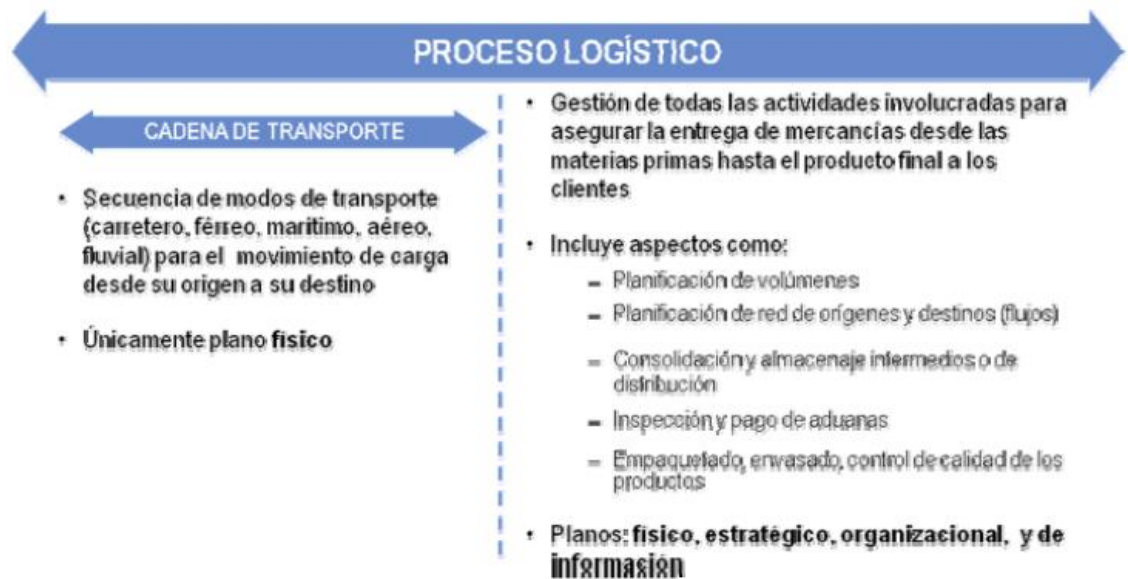 PROCESO LOGÍSTICO
CADENA DE TRANSPORTE
• Secuencia de modos de transporte
(carretero, férreo, marítimo, aéreo,
fluvial) para el movimiento de carga
desde su origen a su destino
• Únicamente plano físico
• Gestión de todas las actividades involucradas para
asegurar la entrega de mercancías desde las
materias primas hasta el producto final a los
clientes
• Incluye aspectos como:
– Planificación de volúmenes
– Planificación de red de orígenes y destinos (flujos)
– Consolidación y almacenaje intermedios o de
distribución
– Inspección y pago de aduanas
– Empaquetado, envasado, control de calidad de los
productos
• Planos: físico, estratégico, organizacional, y de
información